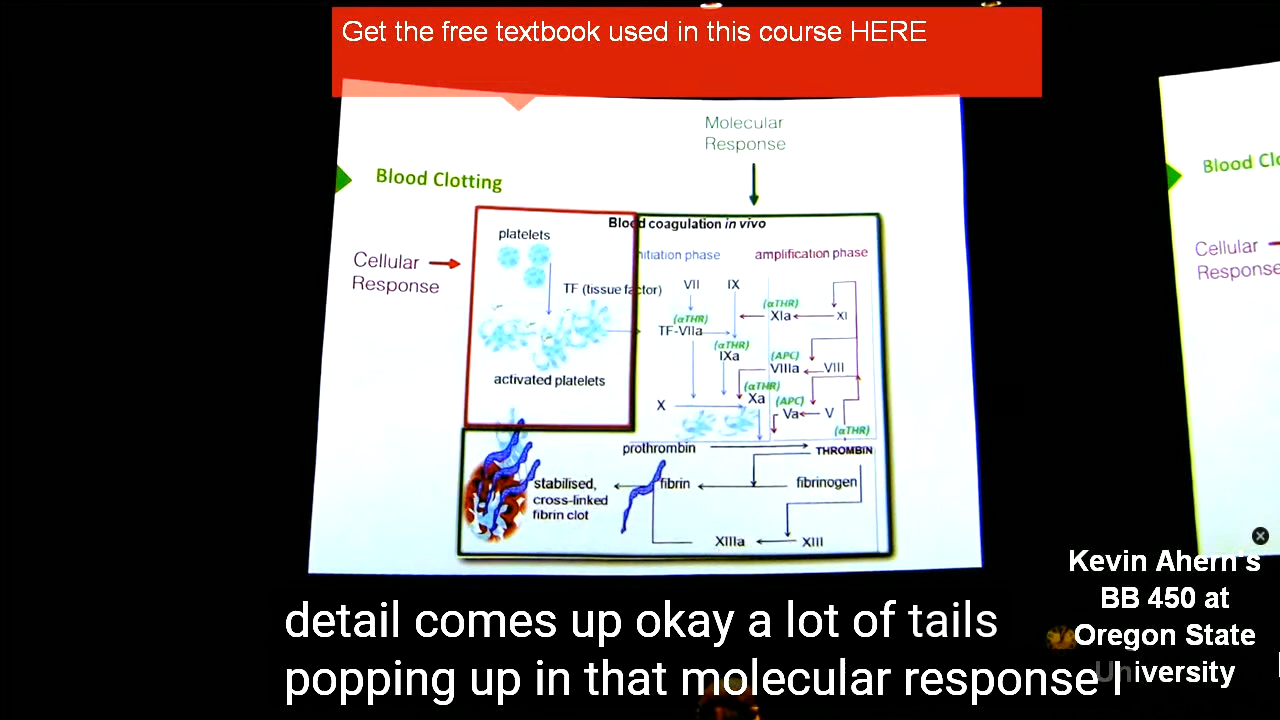 Get the free textbook used in this course HERE
Molecular
Response
Blood Clotting
Cellular
Response
Blood coagulation in vivo
platelets
nitiation phase
amplification phase
TF (tissue factor)
VII
IX
(αTHR)
XIa
XI
(αTHR)
TF-VIIa
(αTHR)
IXa
(APC)
VIIIa
VIII
activated platelets
(αTHR)
Xa
X
(APC)
Va
V
(αTHR)
prothrombin
THROMBIN
stabilised,
cross-linked
fibrin clot
fibrin
fibrinogen
XIIIa
XIII
Blood Clo
Cellular
Response
Kevin Ahern's
BB 450 at
Oregon State
University
detail comes up okay a lot of tails
popping up in that molecular response I